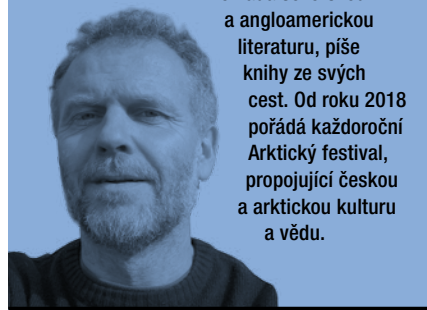 a angloamerickou
literaturu, píše
knihy ze svých
cest. Od roku 2018
pořádá každoroční
Arktický festival,
propojující českou
a arktickou kulturu
a vědu.